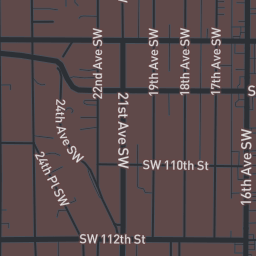 22nd Ave SW
19th Ave SW
18th Ave SW
17th Ave SW
S
21st Ave SW
24th Ave SW
16th Ave SW
24th Pl SW
SW 110th St
SW 112th St